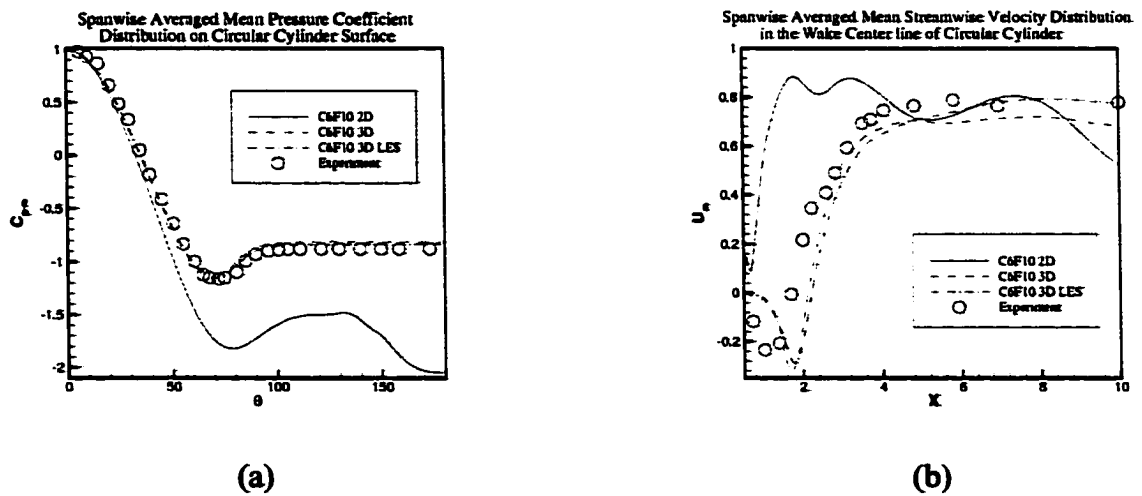 Spanwise Averaged Mean Pressure Coefficient
Distribution on Circular Cylinder Surface
1
0.5
0
-0.5
-1
-1.5
-2
Cpm
C6F10 2D
C6F10 3D
C6F10 3D LES
Experiment
0 50 100 150
θ
(a)
Spanwise Averaged Mean Streamwise Velocity Distribution
in the Wake Center line of Circular Cylinder
1
0.8
0.6
0.4
0.2
0
-0.2
Um
C6F10 2D
C6F10 3D
C6F10 3D LES
Experiment
2 4 6 8 10
X
(b)